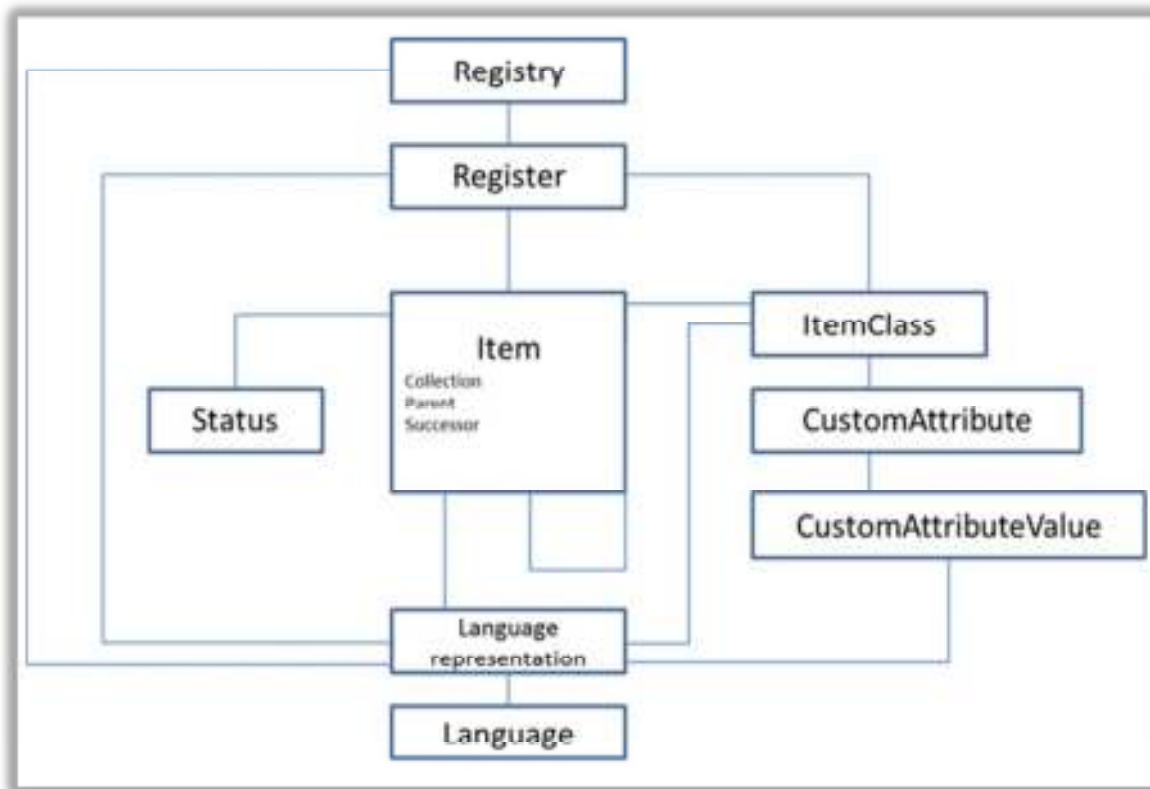 Registry
Register
Item
Collection
Parent
Successor
ItemClass
Status
CustomAttribute
CustomAttributeValue
Language
representation
Language